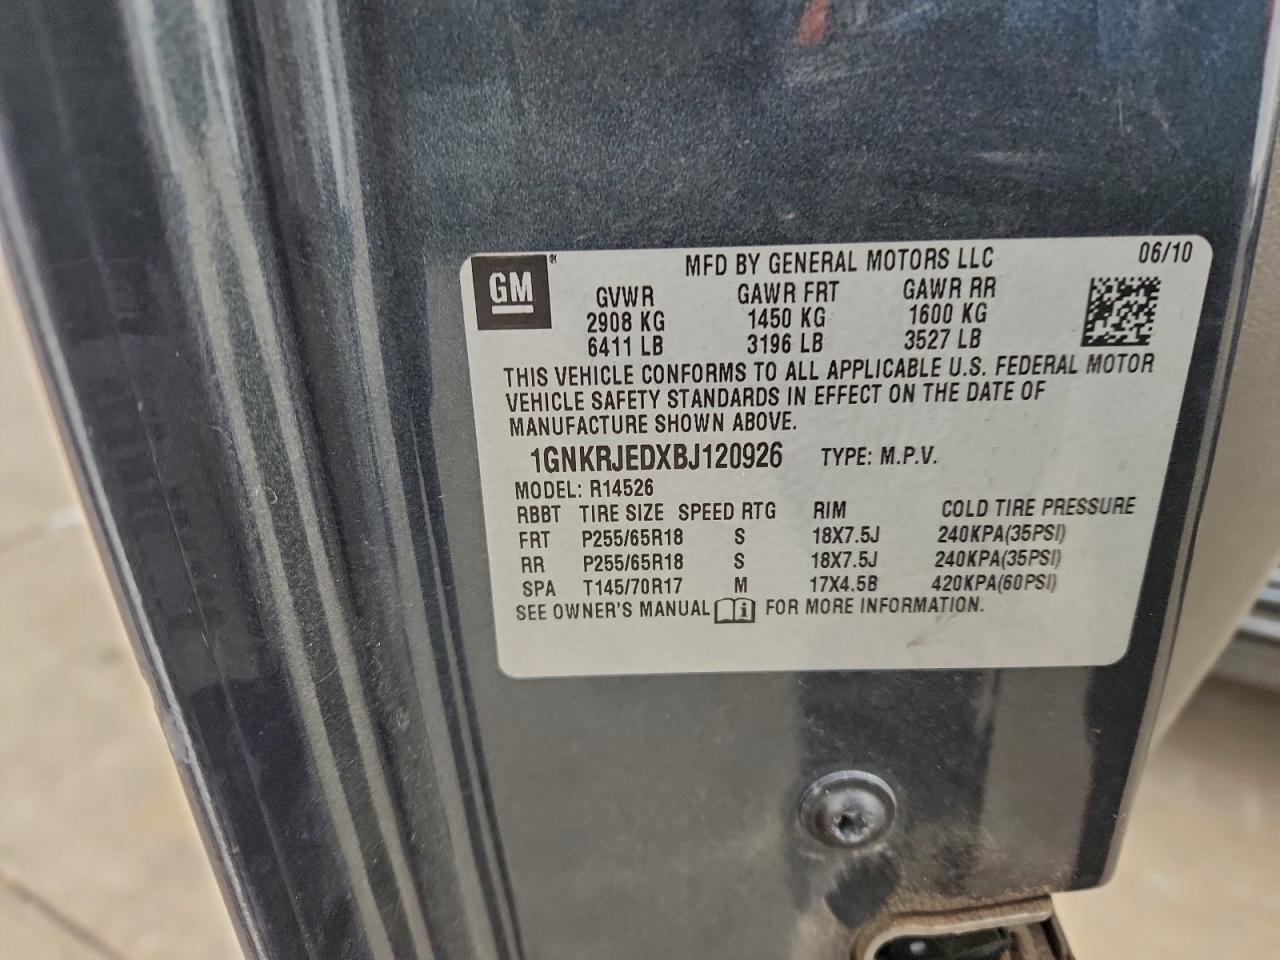 GM
MFD BY GENERAL MOTORS LLC 06/10
GVWR GAWR FRT GAWR RR
2908 KG 1450 KG 1600 KG
6411 LB 3196 LB 3527 LB
THIS VEHICLE CONFORMS TO ALL APPLICABLE U.S. FEDERAL MOTOR
VEHICLE SAFETY STANDARDS IN EFFECT ON THE DATE OF
MANUFACTURE SHOWN ABOVE.
1GNKRJEDXBJ120926 TYPE: M.P.V.
MODEL: R14526
RBBT TIRE SIZE SPEED RTG RIM COLD TIRE PRESSURE
FRT P255/65R18 S 18X7.5J 240KPA(35PSI)
RR P255/65R18 S 18X7.5J 240KPA(35PSI)
SPA T145/70R17 M 17X4.5B 420KPA(60PSI)
SEE OWNER'S MANUAL FOR MORE INFORMATION.